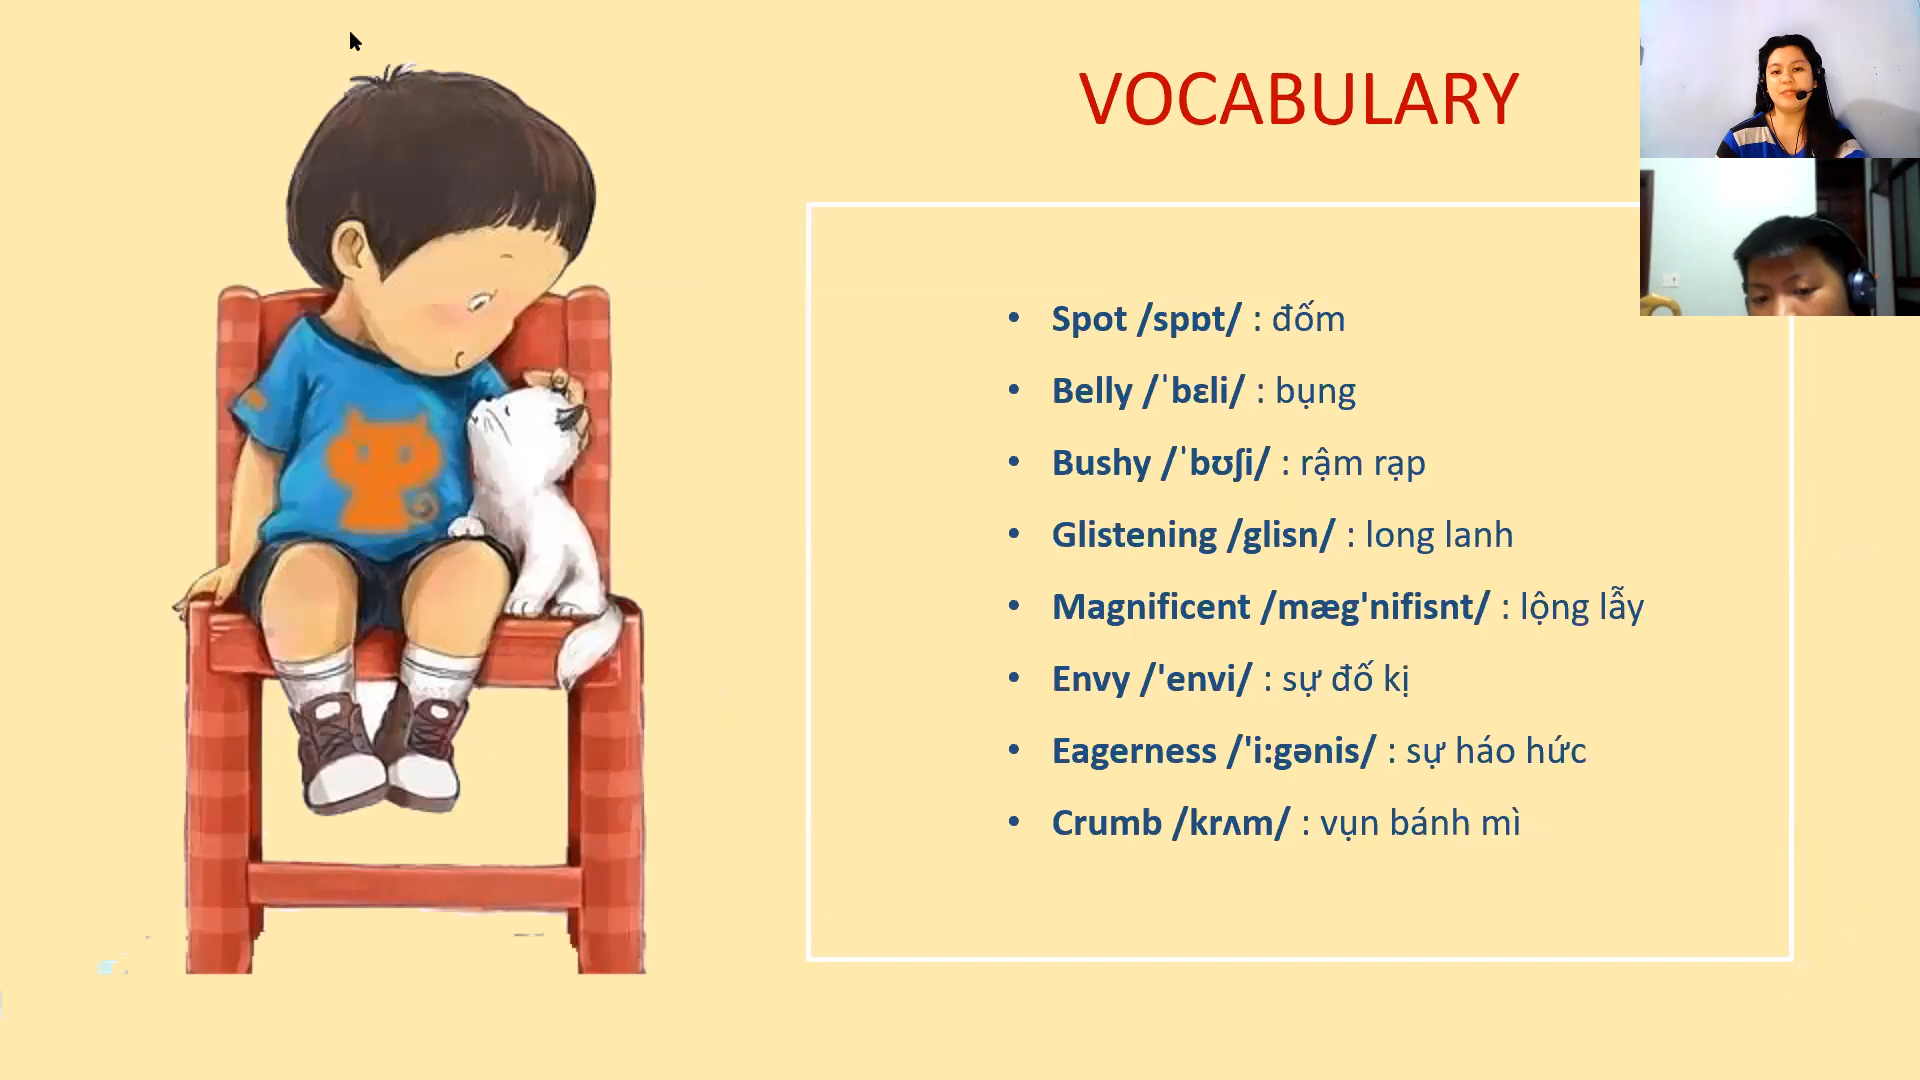 VOCABULARY
• Spot /spɒt/ : đốm
• Belly /ˈbɛli/ : bụng
• Bushy /ˈbʊʃi/ : rậm rạp
• Glistening /glisn/ : long lanh
• Magnificent /mæg'nifisnt/ : lộng lẫy
• Envy /'envi/ : sự đố kị
• Eagerness /'i:gənis/ : sự háo hức
• Crumb /krʌm/ : vụn bánh mì